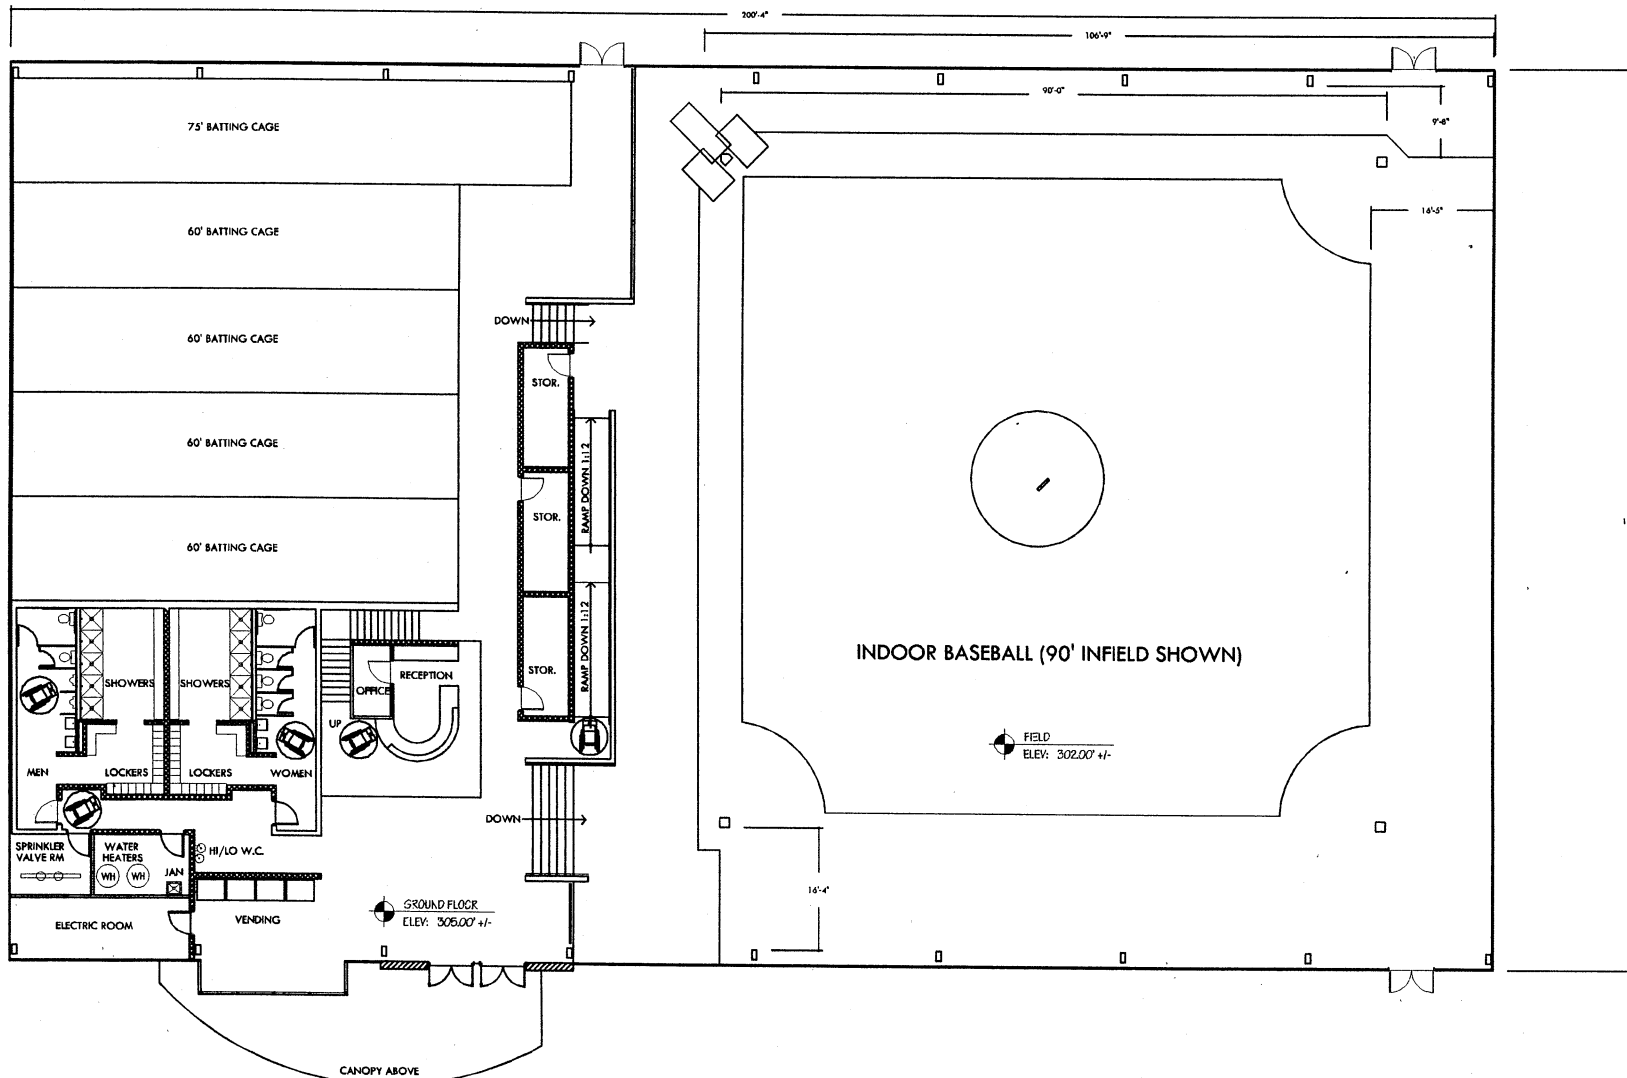 200'-4"
106'-9"
90'-0"
9'-8"
75' BATTING CAGE
16'-5"
60' BATTING CAGE
DOWN
60' BATTING CAGE
STOR.
60' BATTING CAGE
RAMP DOWN 1:12
STOR.
60' BATTING CAGE
RAMP DOWN 1:12
INDOOR BASEBALL (90' INFIELD SHOWN)
STOR.
RECEPTION
OFFICE
SHOWERS
SHOWERS
UP
FIELD
ELEV: 302.00' +/-
MEN
LOCKERS
LOCKERS
WOMEN
DOWN
SPRINKLER
VALVE RM
WATER
HEATERS
WH
WH
JAN
HI/LO W.C.
16'-4"
GROUND FLOOR
ELEV: 305.00' +/-
VENDING
ELECTRIC ROOM
CANOPY ABOVE